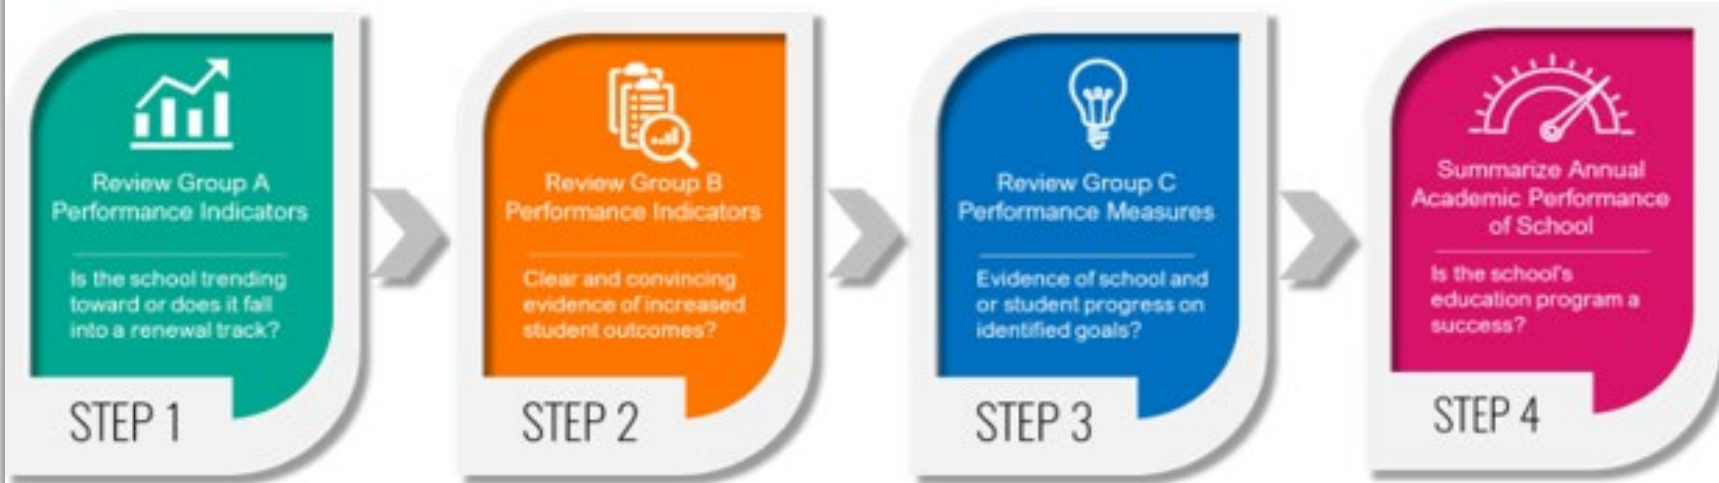 Review Group A
Performance Indicators
Is the school trending
toward or does it fall
into a renewal track?
STEP 1
Review Group B
Performance Indicators
Clear and convincing
evidence of increased
student outcomes?
STEP 2
Review Group C
Performance Measures
Evidence of school and
or student progress on
identified goals?
STEP 3
Summarize Annual
Academic Performance
of School
Is the school's
education program a
success?
STEP 4